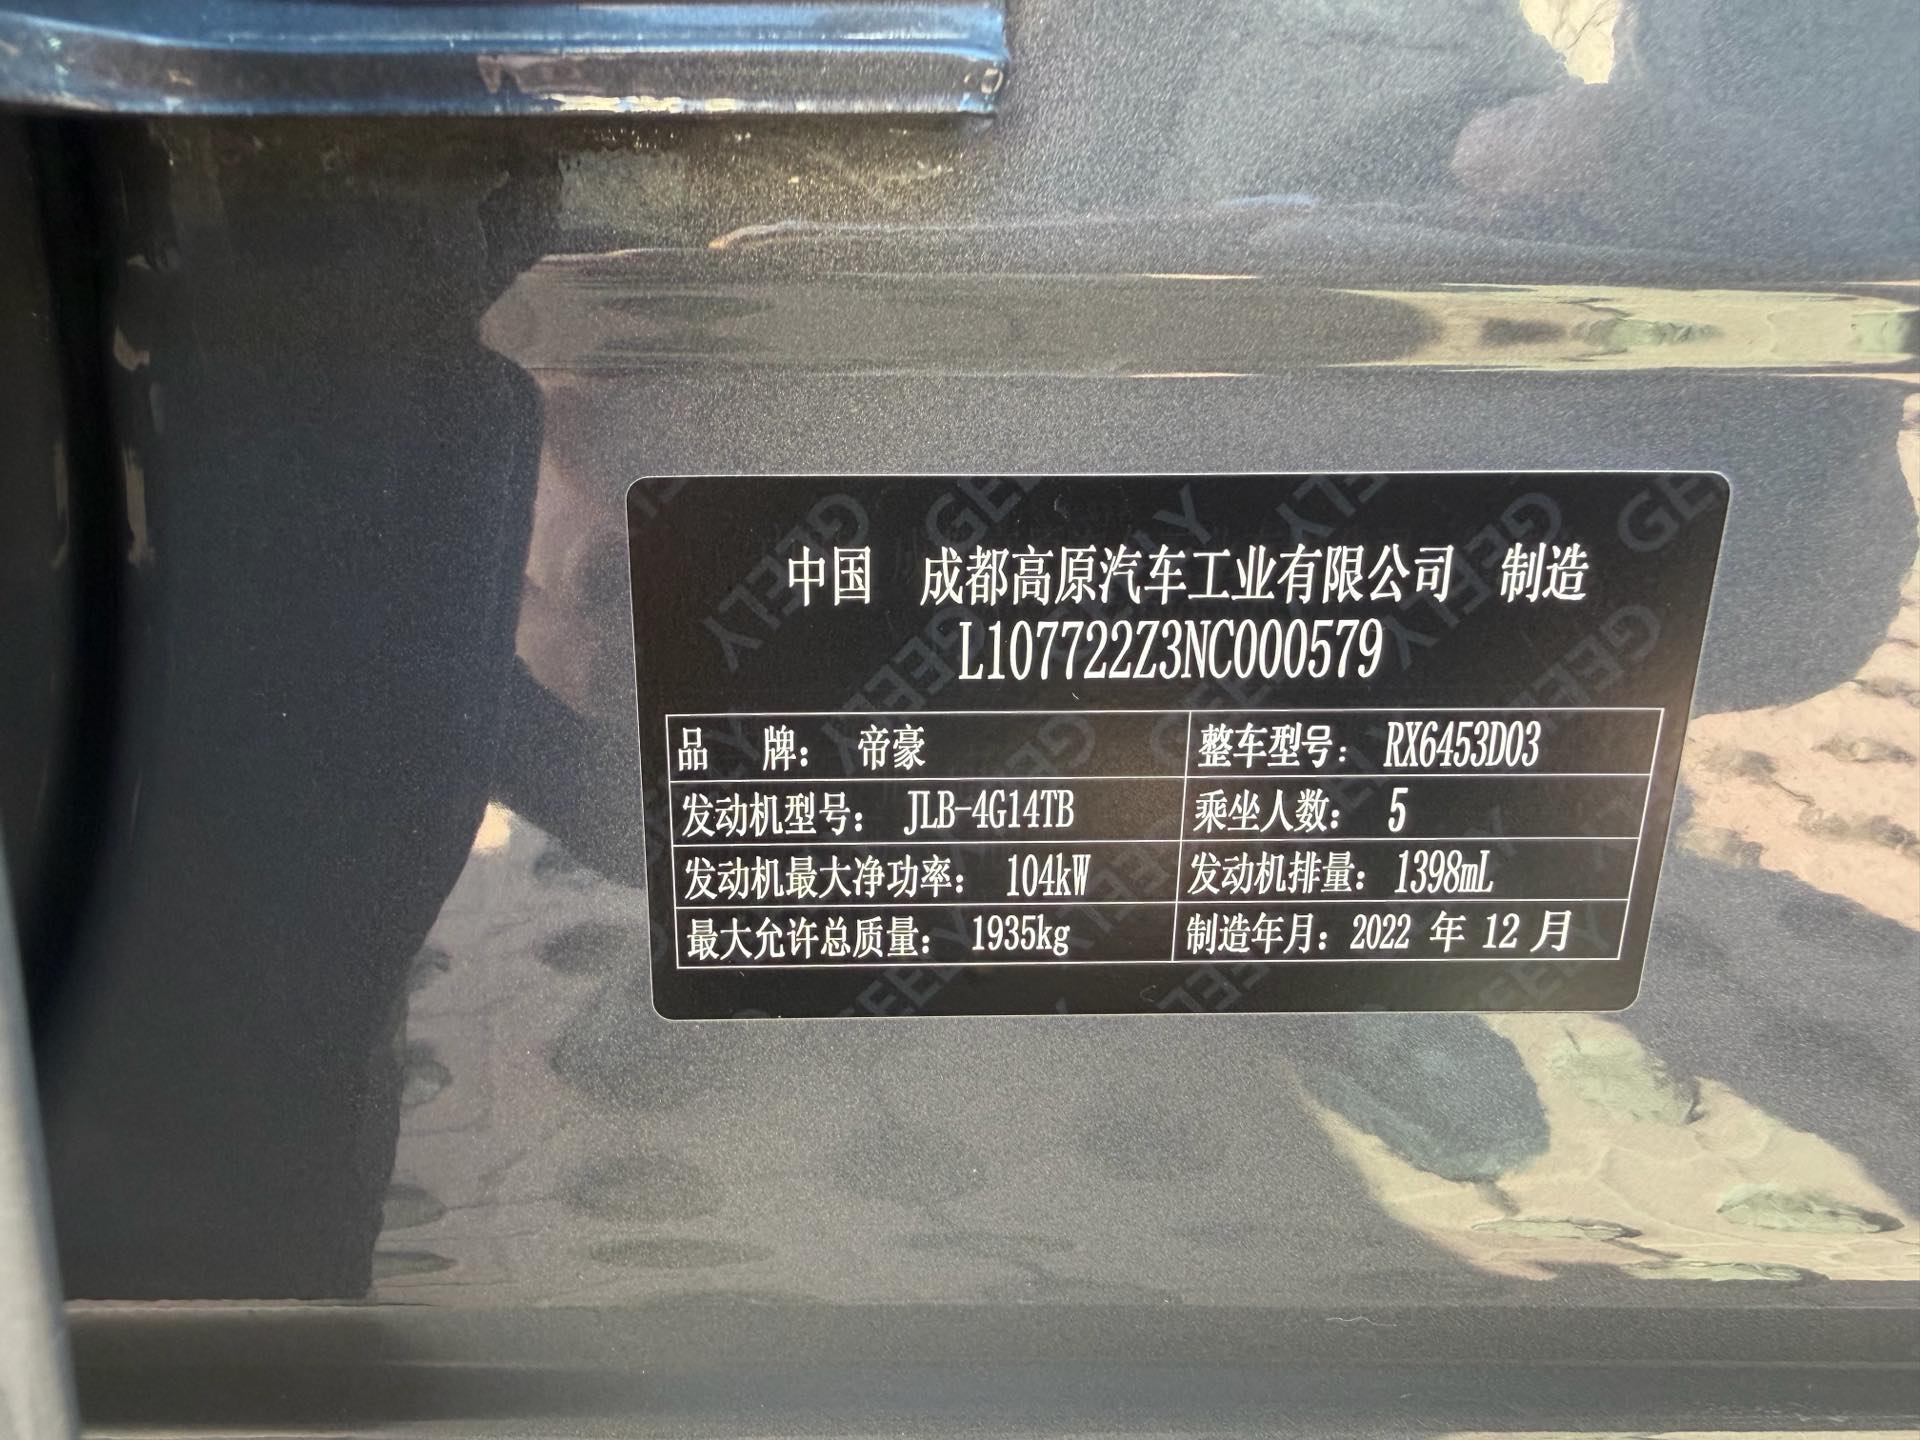 中国 成都高原汽车工业有限公司 制造
L107722Z3NC000579
品 牌： 帝豪 整车型号： RX6453D03
发动机型号： JLB-4G14TB 乘坐人数： 5
发动机最大净功率： 104kW 发动机排量： 1398mL
最大允许总质量： 1935kg 制造年月：2022 年 12 月
GEELY